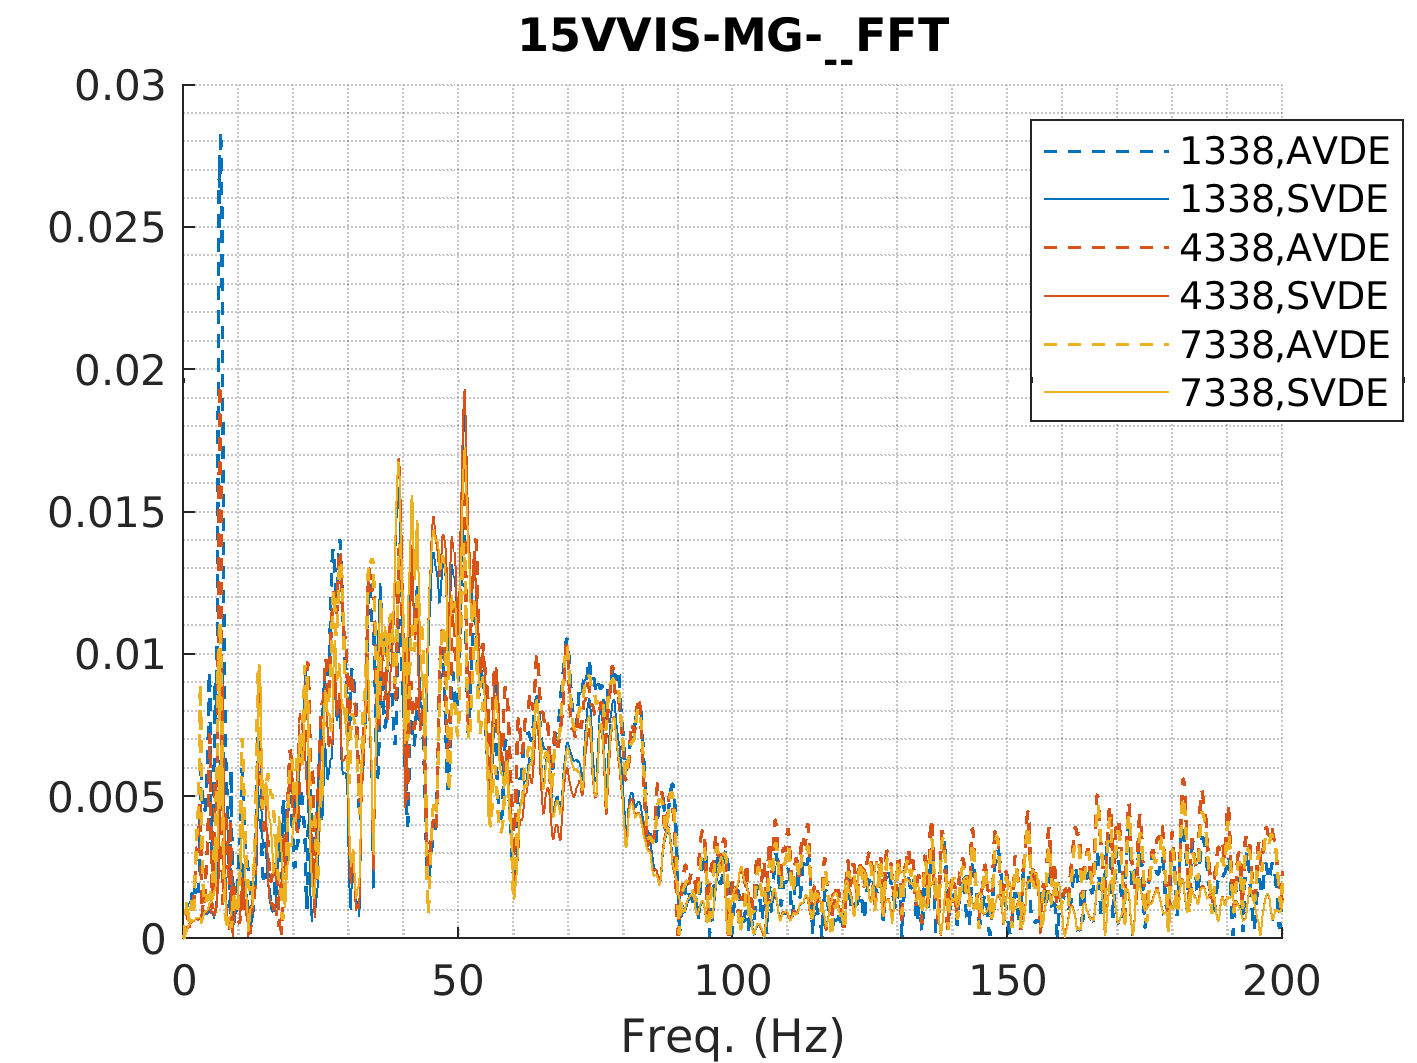 15VVIS-MG-_ _FFT
0.03
0.025
0.02
0.015
0.01
0.005
0
0
50
100
150
200
Freq. (Hz)
1338,AVDE
1338,SVDE
4338,AVDE
4338,SVDE
7338,AVDE
7338,SVDE